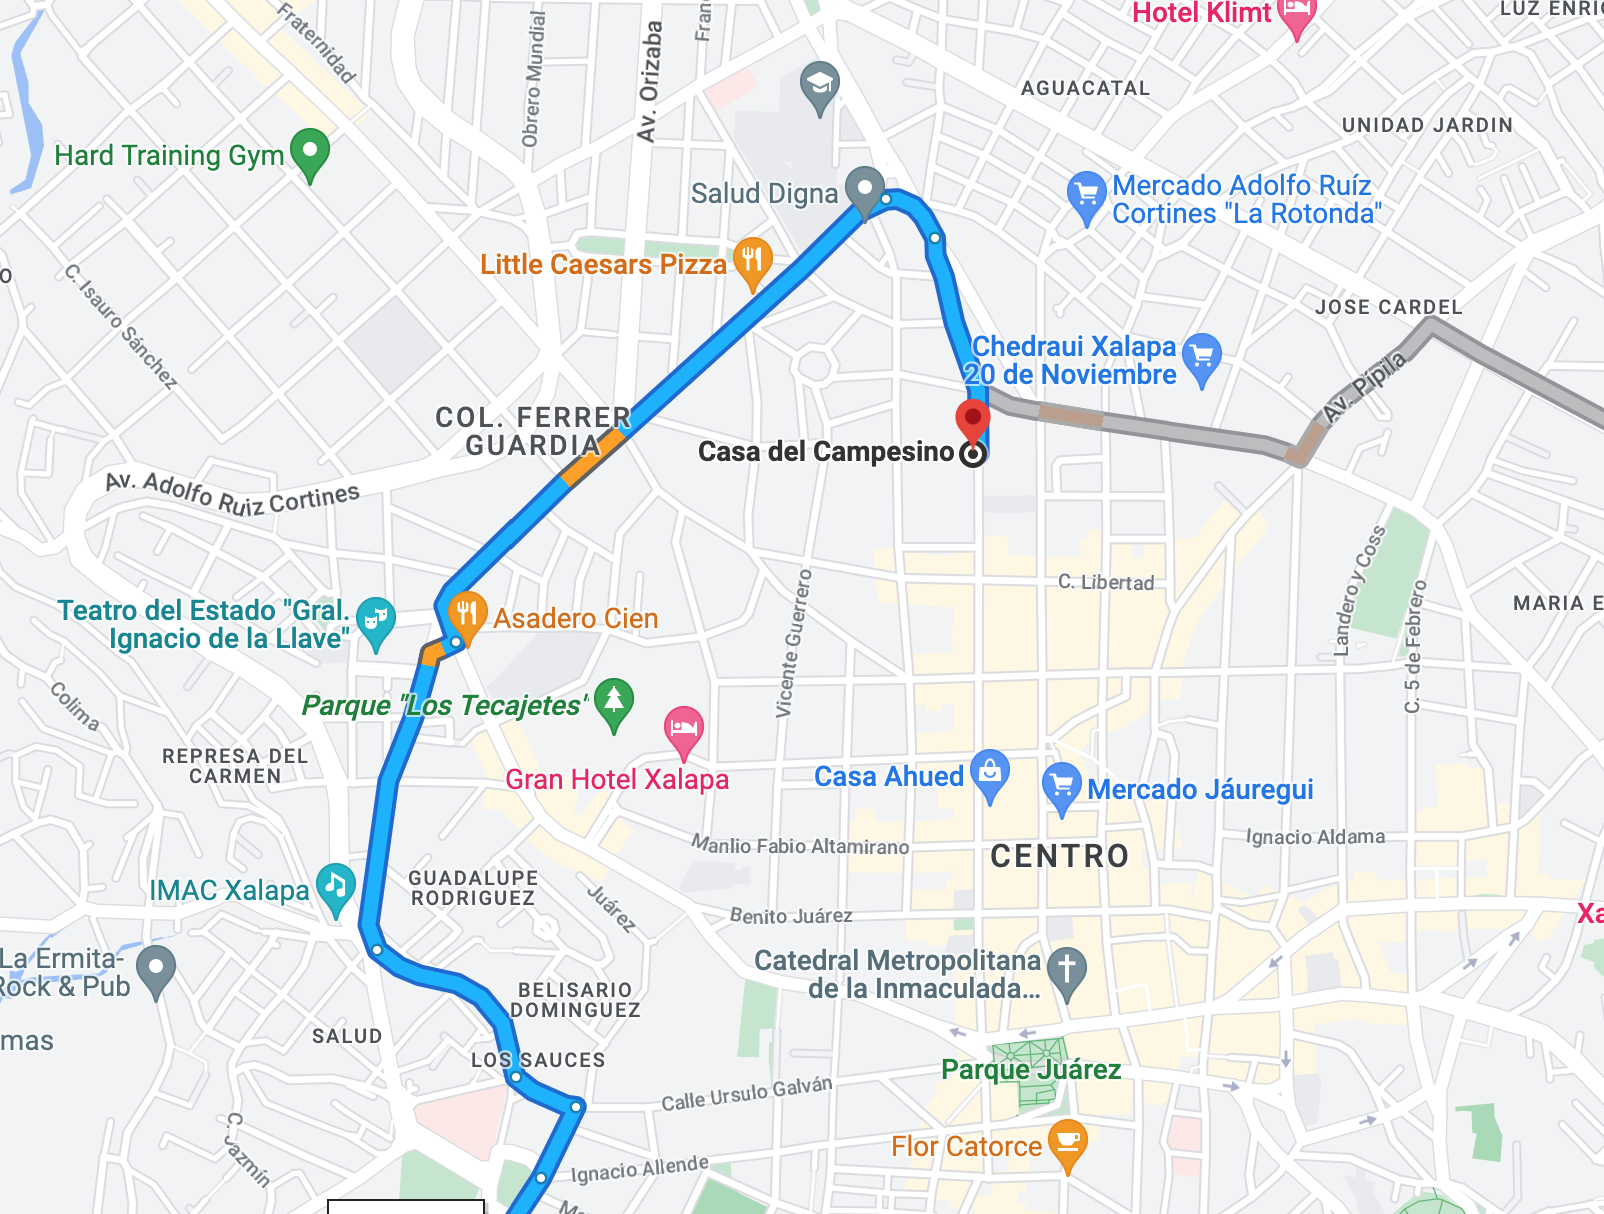 Fraternidad
Obrero Mundial
Av. Orizaba
Hotel Klimt
AGUACATAL
UNIDAD JARDIN
Hard Training Gym
Salud Digna
Mercado Adolfo Ruíz
Cortines "La Rotonda"
Little Caesars Pizza
C. Isauro Sánchez
JOSE CARDEL
Chedraui Xalapa
20 de Noviembre
Av. Pípila
COL. FERRER
GUARDIA
Casa del Campesino
Av. Adolfo Ruiz Cortines
C. Libertad
Landero y Coss
C. 5 de Febrero
MARIA E
Teatro del Estado "Gral.
Ignacio de la Llave"
Asadero Cien
Vicente Guerrero
Colima
Parque "Los Tecajetes"
REPRESA DEL
CARMEN
Gran Hotel Xalapa
Casa Ahued
Mercado Jáuregui
Manlio Fabio Altamirano
CENTRO
Ignacio Aldama
IMAC Xalapa
GUADALUPE
RODRIGUEZ
Juárez
Benito Juárez
Xa
La Ermita-
Rock & Pub
Catedral Metropolitana
de la Inmaculada...
BELISARIO
DOMINGUEZ
SALUD
mas
LOS SAUCES
Parque Juárez
Calle Ursulo Galván
C. Jazmín
Flor Catorce
Ignacio Allende